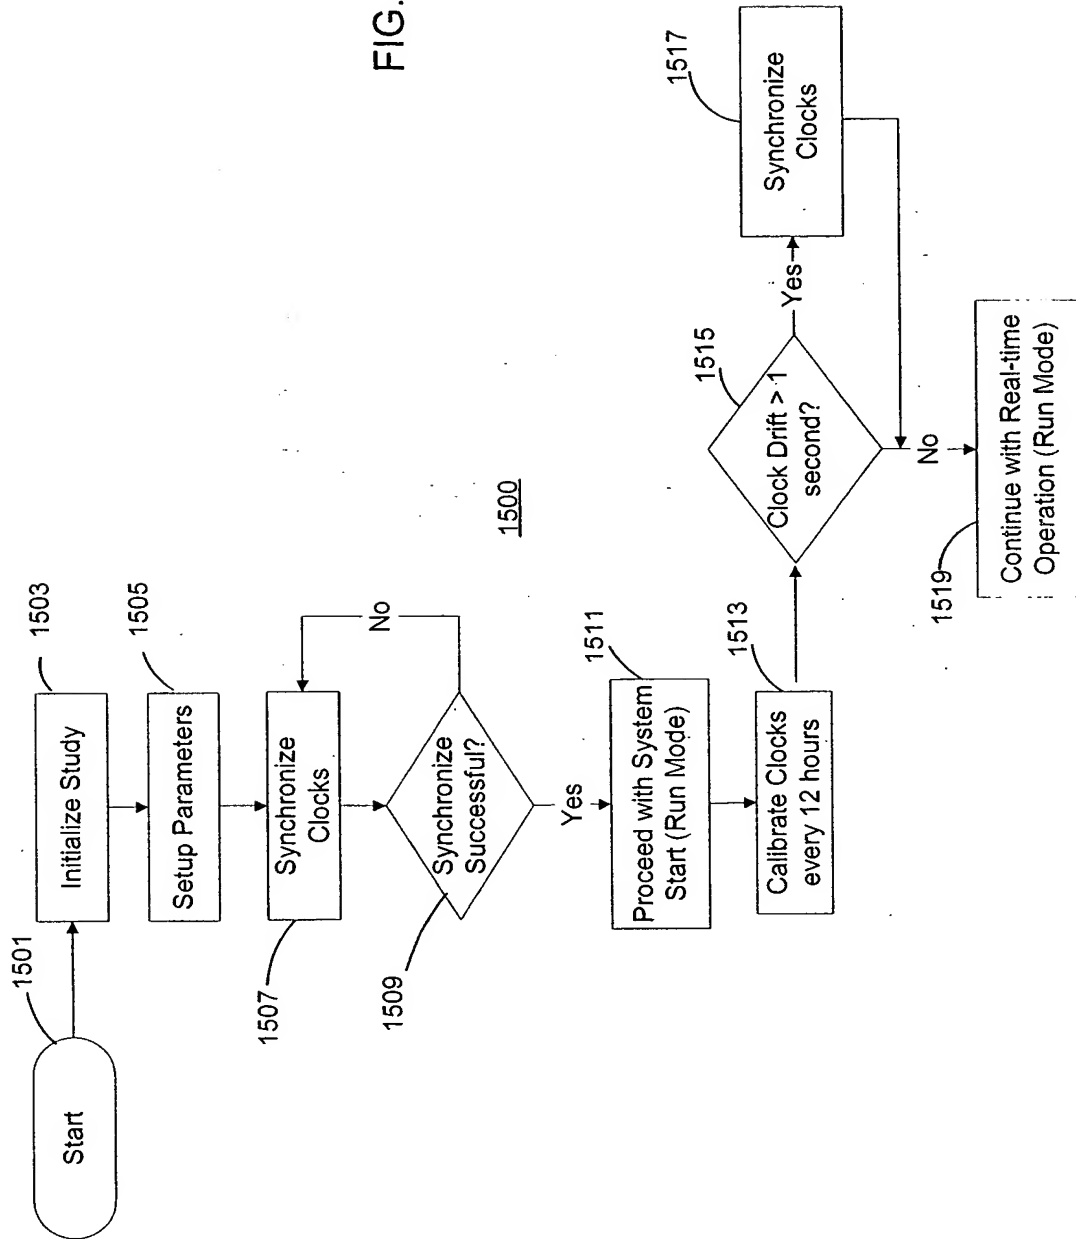 FIG.
1500
1501
Start
1503
Initialize Study
1505
Setup Parameters
1507
Synchronize
Clocks
1509
Synchronize
Successful?
No
Yes
1511
Proceed with System
Start (Run Mode)
1513
Calibrate Clocks
every 12 hours
1515
Clock Drift > 1
second?
Yes
1517
Synchronize
Clocks
No
1519
Continue with Real-time
Operation (Run Mode)